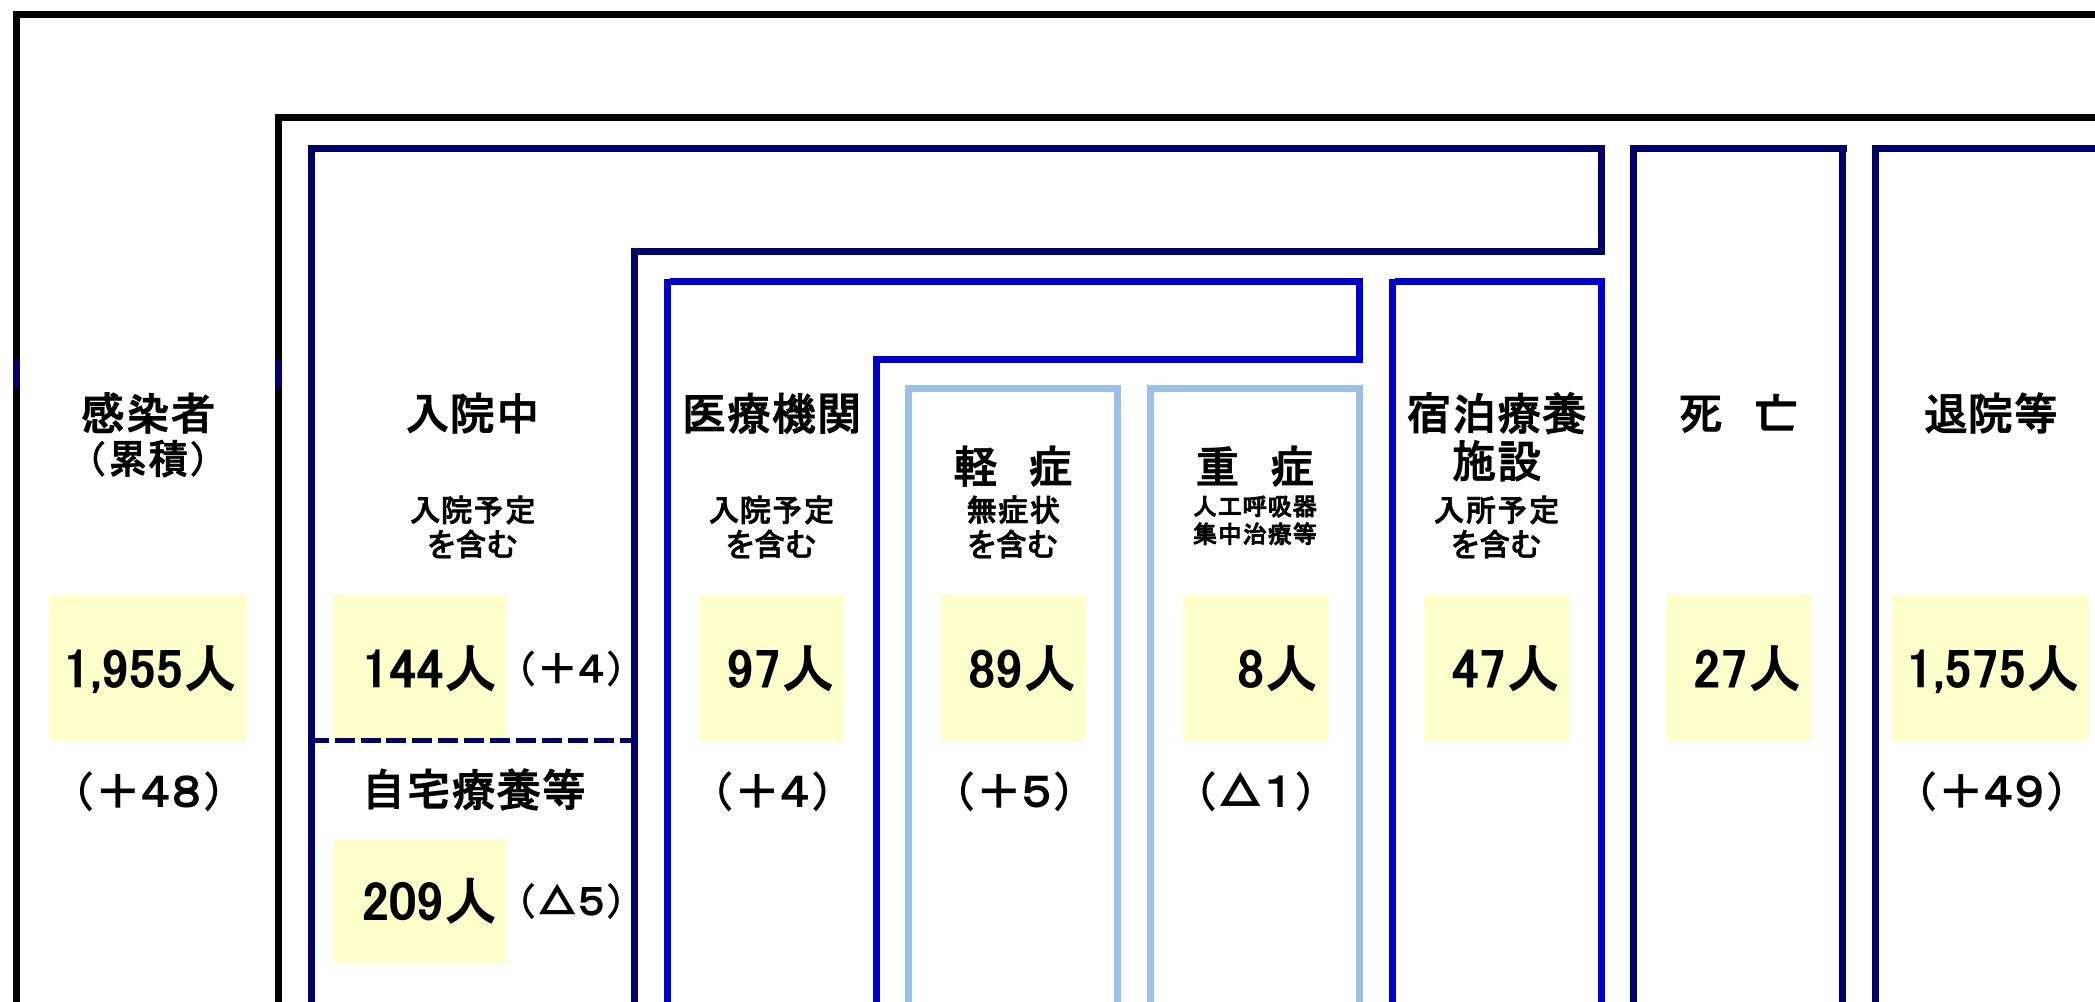 感染者
（累積）
1,955人
（＋48）
入院中
入院予定
を含む
144人（＋4）
自宅療養等
209人（△5）
医療機関
入院予定
を含む
97人
（＋4）
軽　症
無症状
を含む
89人
（＋5）
重　症
人工呼吸器
集中治療等
8人
（△1）
宿泊療養
施設
入所予定
を含む
47人
死　亡
27人
退院等
1,575人
（＋49）